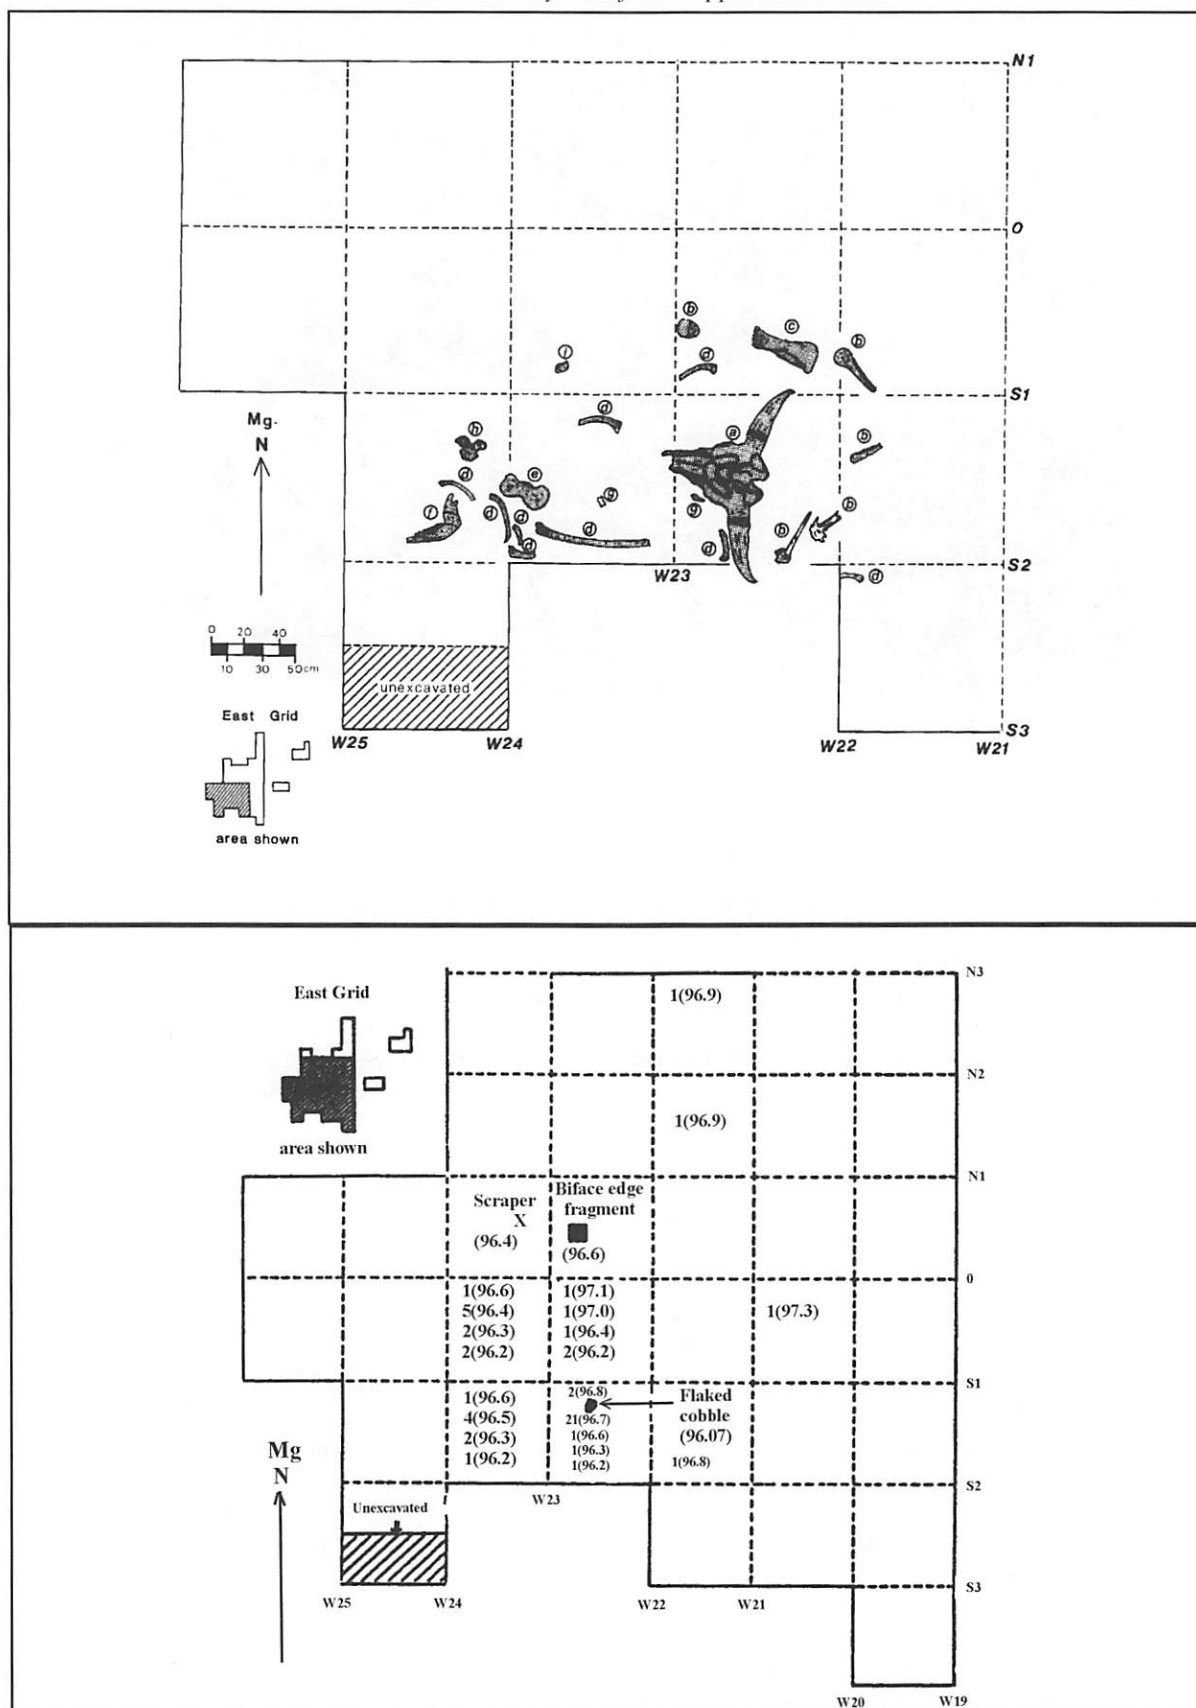 N1
O
b
c
b
i
d
S1
Mg.
N
d
a
h
b
d
e
g
g
f
d
d
d
b
b
d
d
W23
S2
d
0 20 40
10 30 50cm
unexcavated
East Grid
S3
W25
W24
W22
W21
area shown
N3
East Grid
1(96.9)
N2
1(96.9)
area shown
N1
Scraper
X
(96.4)
Biface edge
fragment
(96.6)
0
1(96.6)
5(96.4)
2(96.3)
2(96.2)
1(97.1)
1(97.0)
1(96.4)
2(96.2)
1(97.3)
S1
1(96.6)
4(96.5)
2(96.3)
1(96.2)
2(96.8)
21(96.7)
1(96.6)
1(96.3)
1(96.2)
Flaked
cobble
(96.07)
1(96.8)
Mg
N
S2
W23
Unexcavated
S3
W25
W24
W22
W21
W20
W19